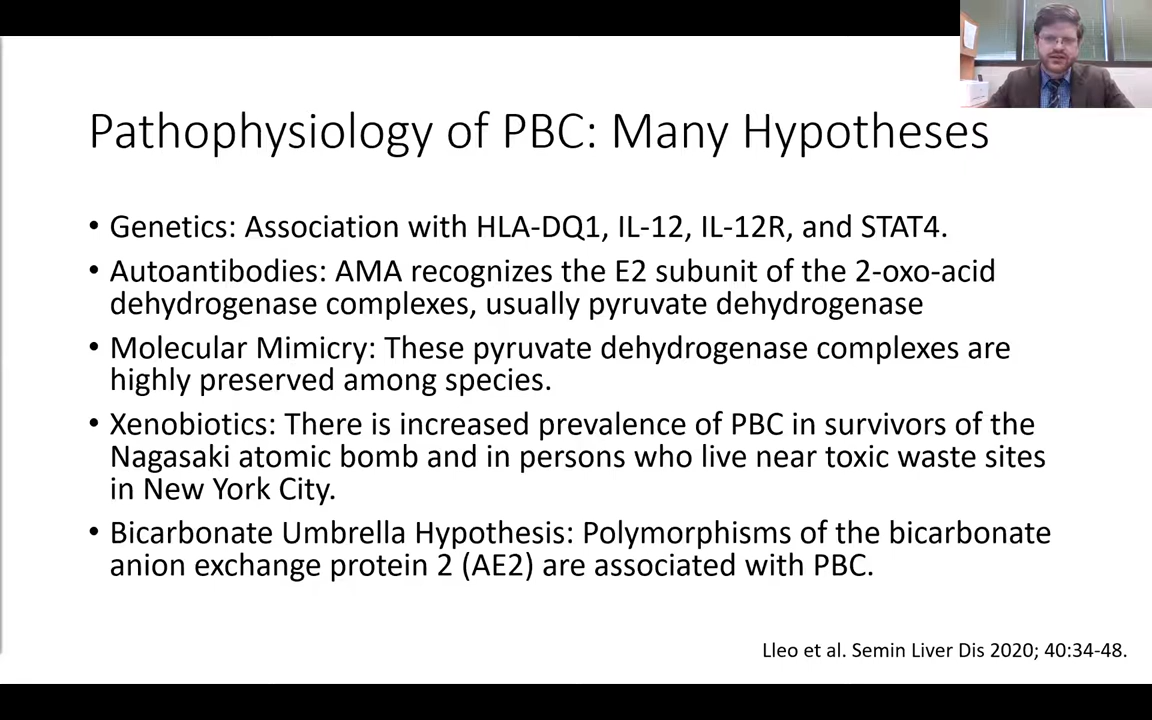 Pathophysiology of PBC: Many Hypotheses
• Genetics: Association with HLA-DQ1, IL-12, IL-12R, and STAT4.
• Autoantibodies: AMA recognizes the E2 subunit of the 2-oxo-acid
dehydrogenase complexes, usually pyruvate dehydrogenase
• Molecular Mimicry: These pyruvate dehydrogenase complexes are
highly preserved among species.
• Xenobiotics: There is increased prevalence of PBC in survivors of the
Nagasaki atomic bomb and in persons who live near toxic waste sites
in New York City.
• Bicarbonate Umbrella Hypothesis: Polymorphisms of the bicarbonate
anion exchange protein 2 (AE2) are associated with PBC.
Lleo et al. Semin Liver Dis 2020; 40:34-48.